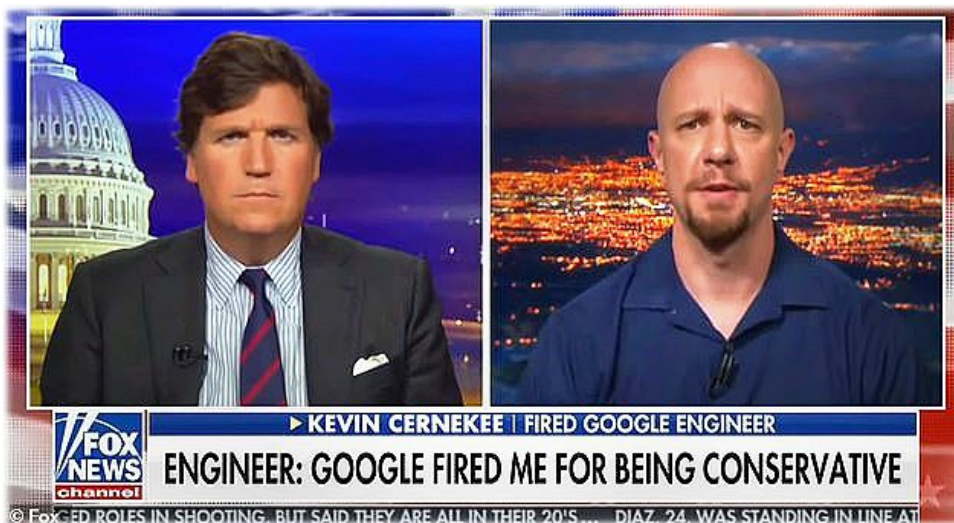 KEVIN CERNEKEE | FIRED GOOGLE ENGINEER
FOX
NEWS
channel
ENGINEER: GOOGLE FIRED ME FOR BEING CONSERVATIVE
© Fox
GED ROLES IN SHOOTING, BUT SAID THEY ARE ALL IN THEIR 20'S... DIAZ, 24, WAS STANDING IN LINE AT